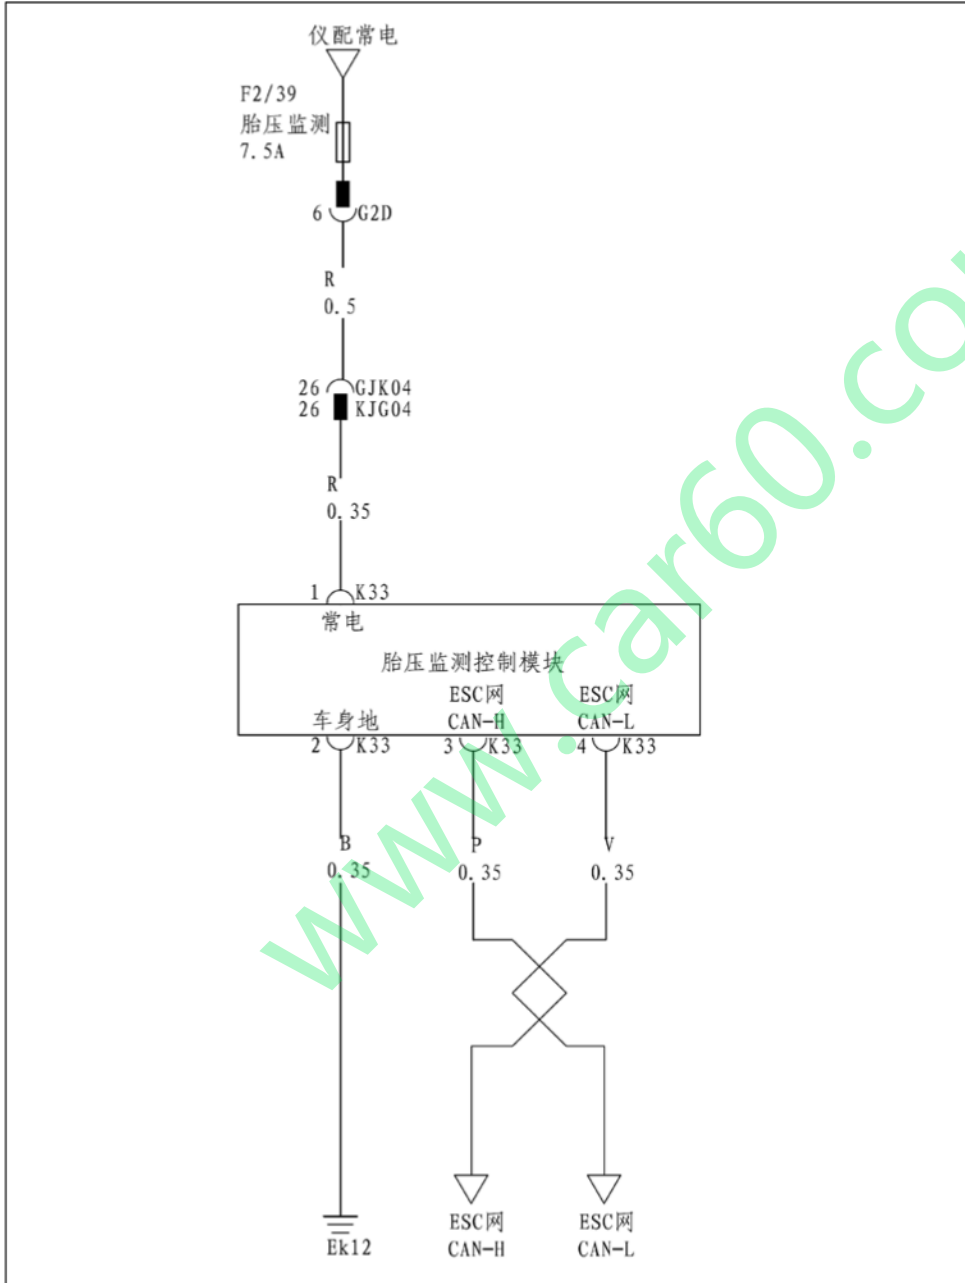 仪配常电
F2/39
胎压监测
7.5A
6 G2D
R
0.5
26 GJK04
26 KJG04
R
0.35
1 K33
常电
胎压监测控制模块
ESC网 ESC网
车身地 CAN-H CAN-L
2 K33 3 K33 4 K33
B P V
0.35 0.35 0.35
ESC网 ESC网
Ek12 CAN-H CAN-L
www.car60.co